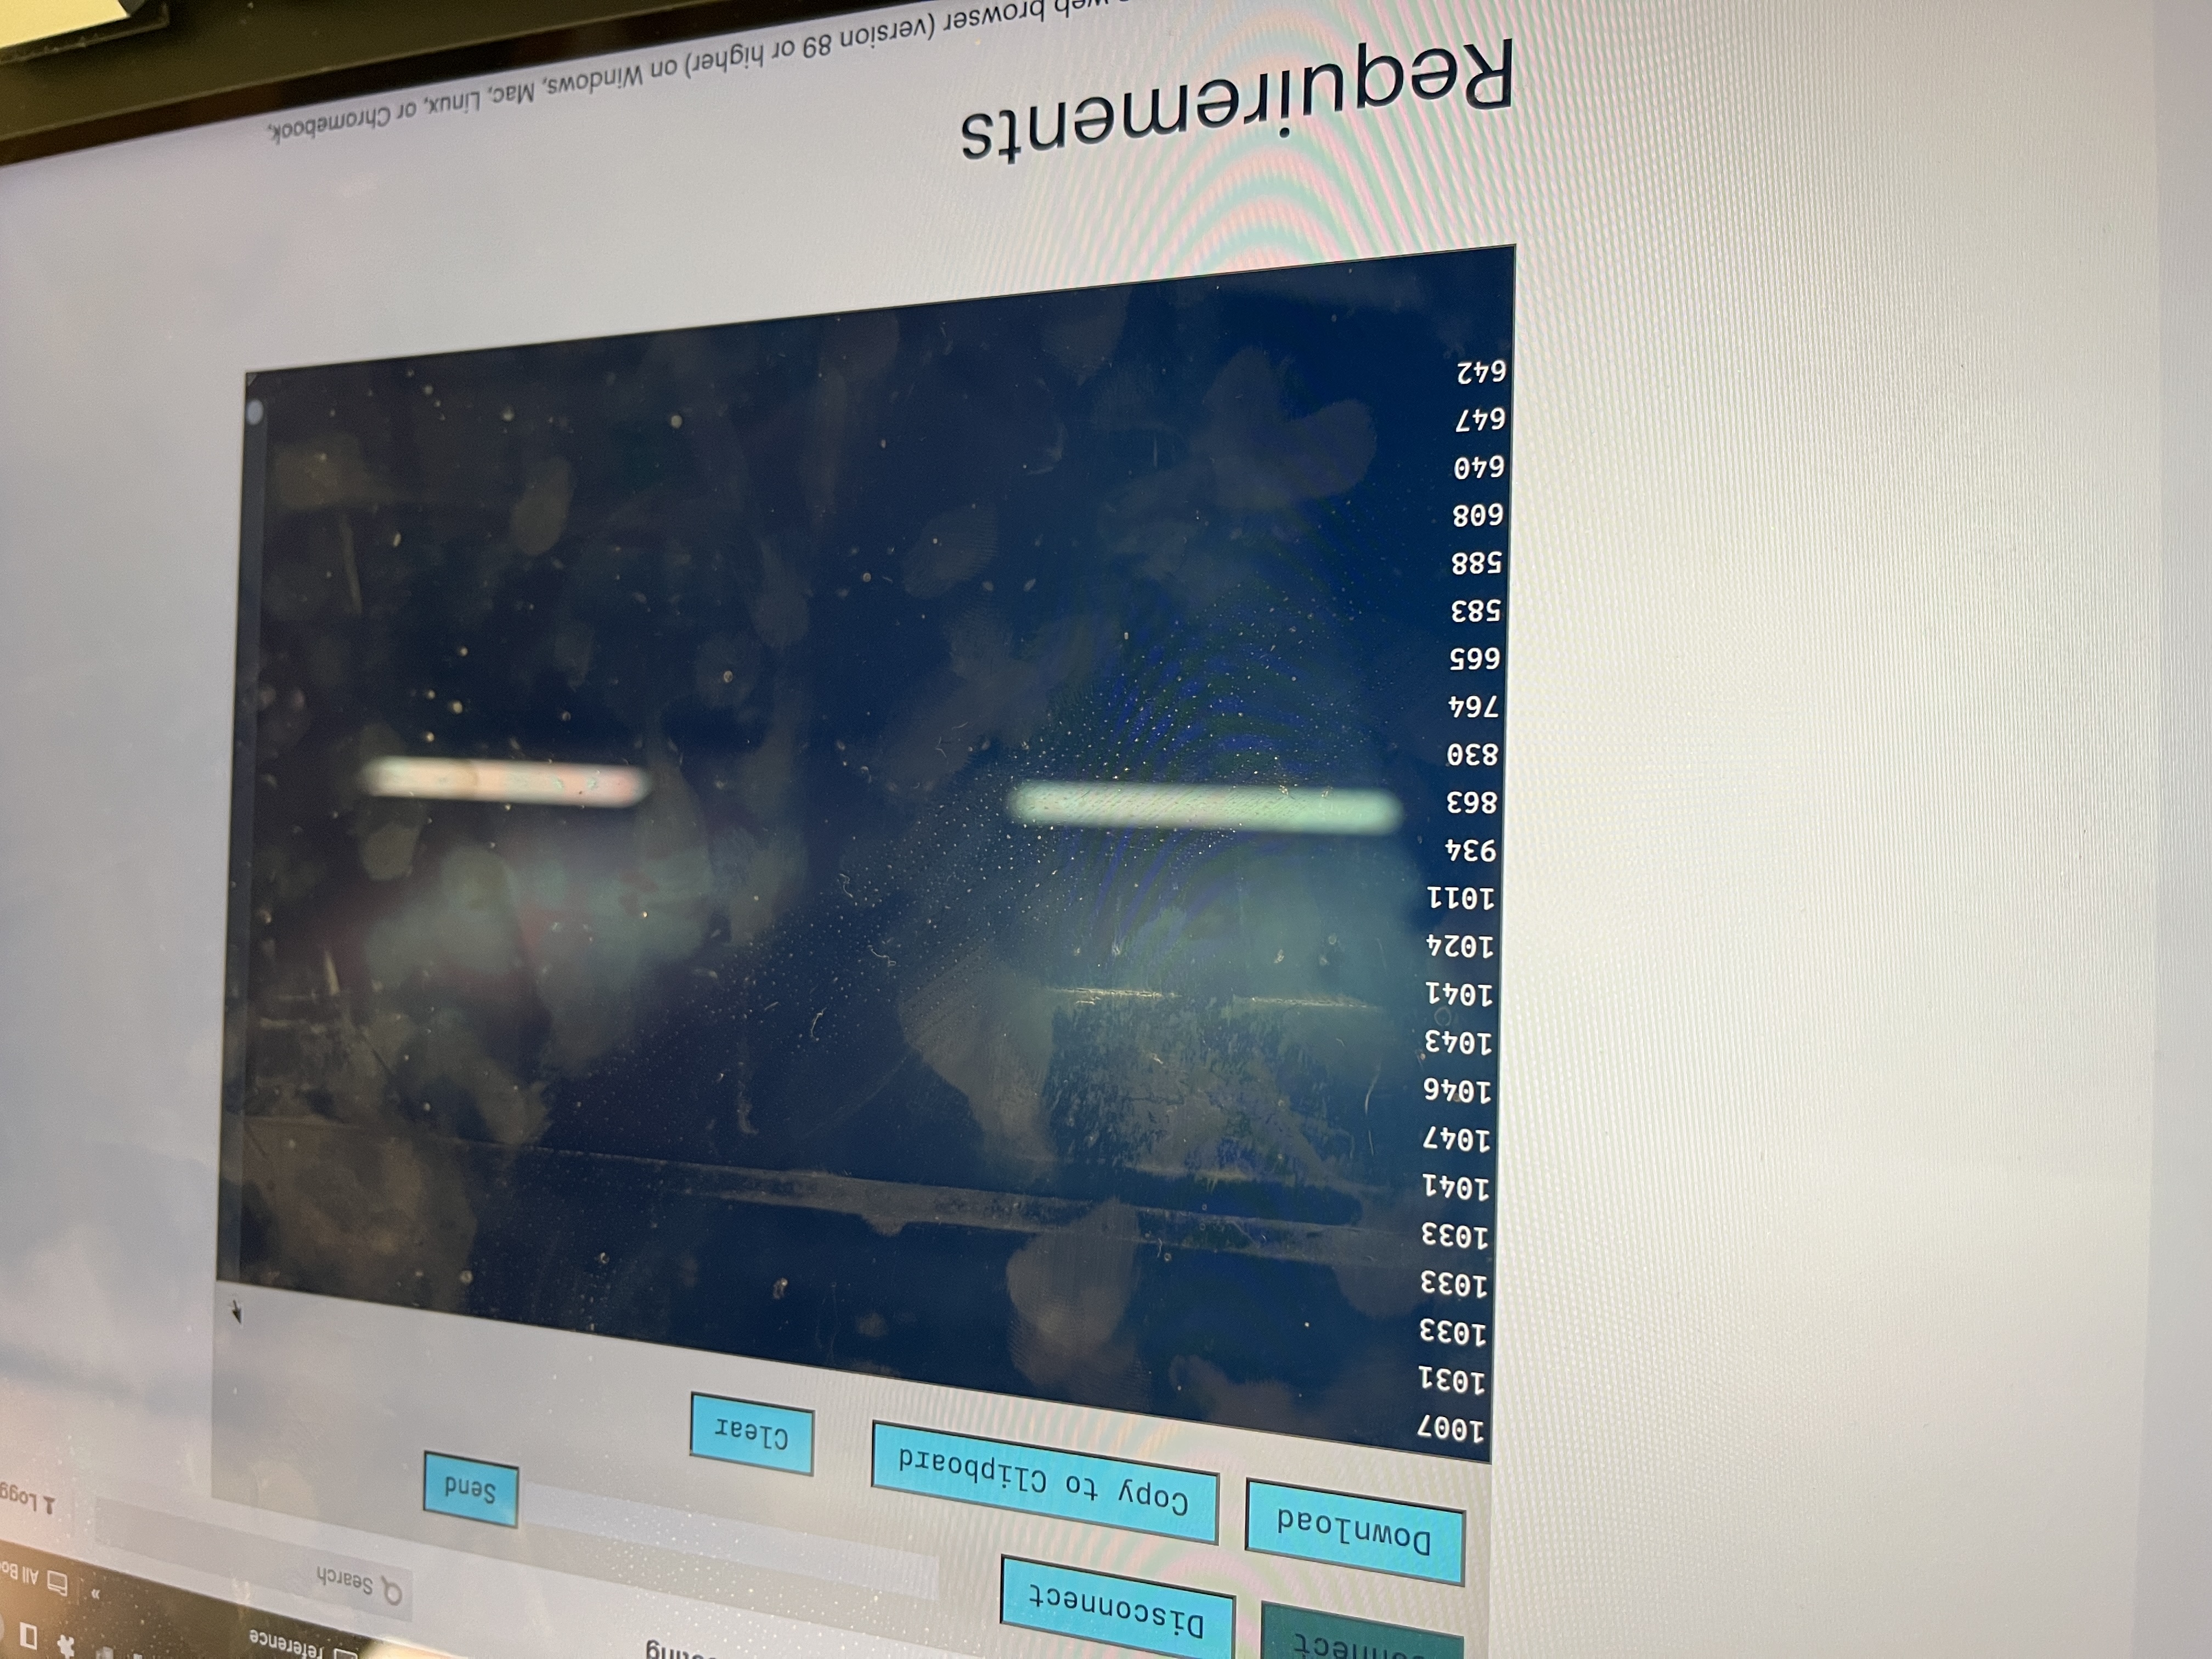 reference
Disconnect
Search
All
Download
Copy to Clipboard
Send
Clear
1007
1031
1033
1033
1033
1041
1047
1046
1043
1041
1024
1011
934
863
830
764
665
583
588
608
640
647
642
Requirements
web browser (version 89 or higher) on Windows, Mac, Linux, or Chromebook,